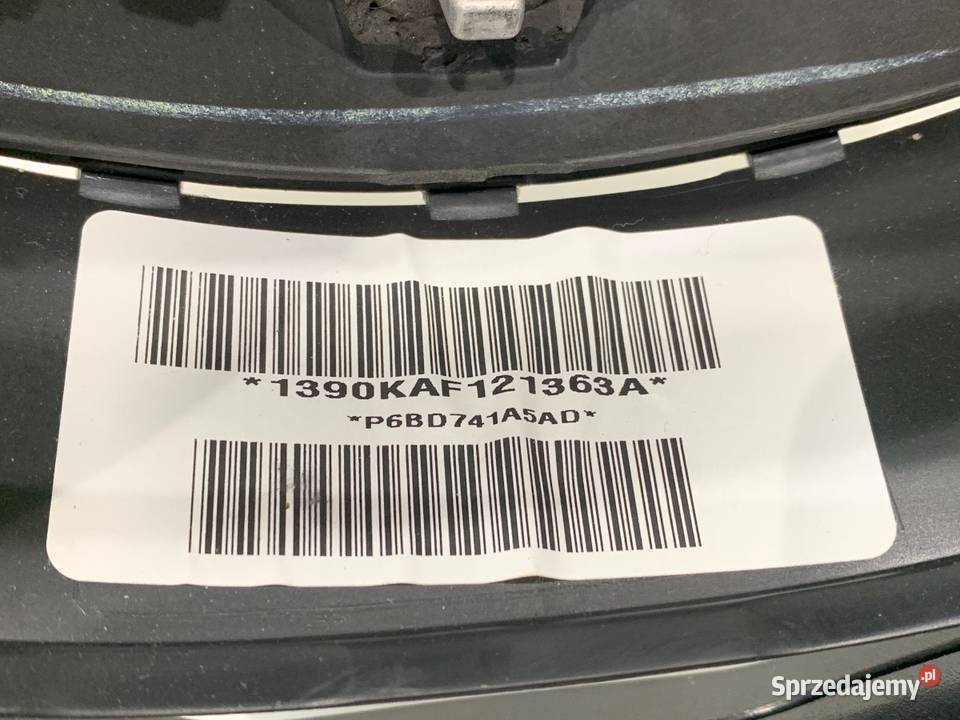 *1390KAF121363A*
*P6BD741A5AD*
Sprzedajemy.pl